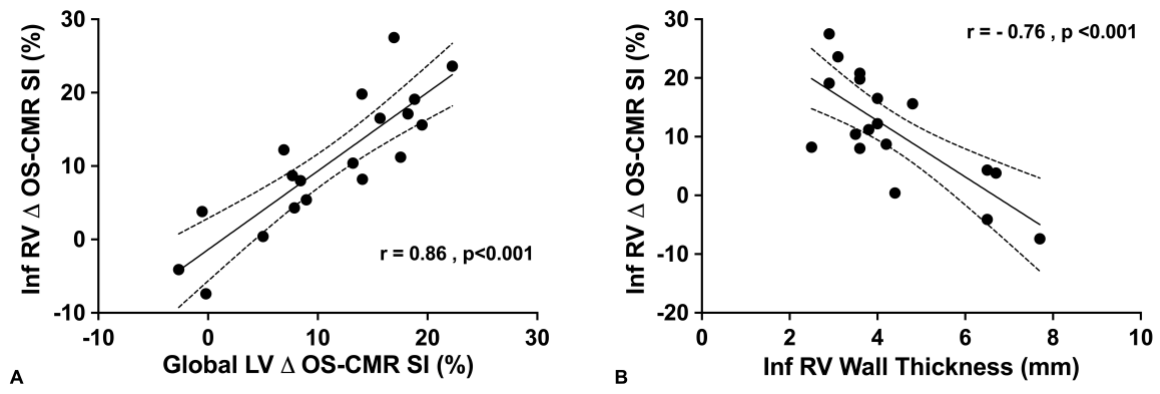 30
20
10
0
-10
Inf RV Δ OS-CMR SI (%)
r = 0.86 , p<0.001
-10 0 10 20 30
Global LV Δ OS-CMR SI (%)
A
30
20
10
0
-10
-20
Inf RV Δ OS-CMR SI (%)
r = - 0.76 , p <0.001
0 2 4 6 8 10
Inf RV Wall Thickness (mm)
B